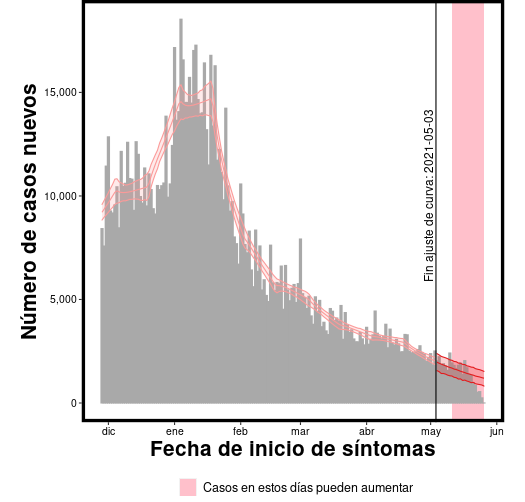 Número de casos nuevos
15,000
10,000
5,000
0
Fin ajuste de curva: 2021-05-03
dic ene feb mar abr may jun
Fecha de inicio de síntomas
Casos en estos días pueden aumentar